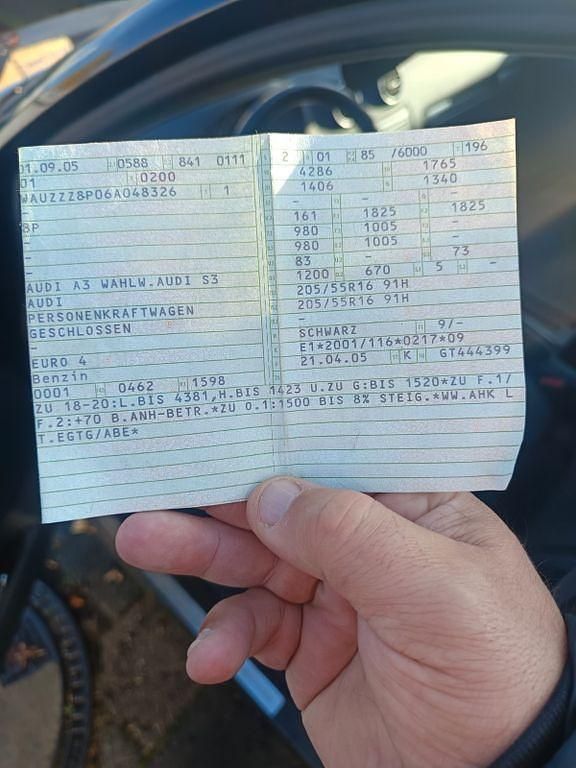 01.09.05 0588 841 0111
01 0200
WAUZZZ8P06A048326 1
-
8P
-
-
-
AUDI A3 WAHLW.AUDI S3
AUDI
PERSONENKRAFTWAGEN
GESCHLOSSEN
-
EURO 4
Benzin
0001 0462 1598
2 01 85 /6000 196
4286 1765
1406 1340
- - -
161 1825 1825
980 1005 -
980 1005 -
83 - 73
1200 670 5 -
205/55R16 91H
205/55R16 91H
-
SCHWARZ 9/-
E1*2001/116*0217*09
21.04.05 K GT444399
ZU 18-20:L.BIS 4381,H.BIS 1423 U.ZU G:BIS 1520*ZU F.1/
F.2:+70 B.ANH-BETR.*ZU O.1:1500 BIS 8% STEIG.*WW.AHK L
T.EGTG/ABE*